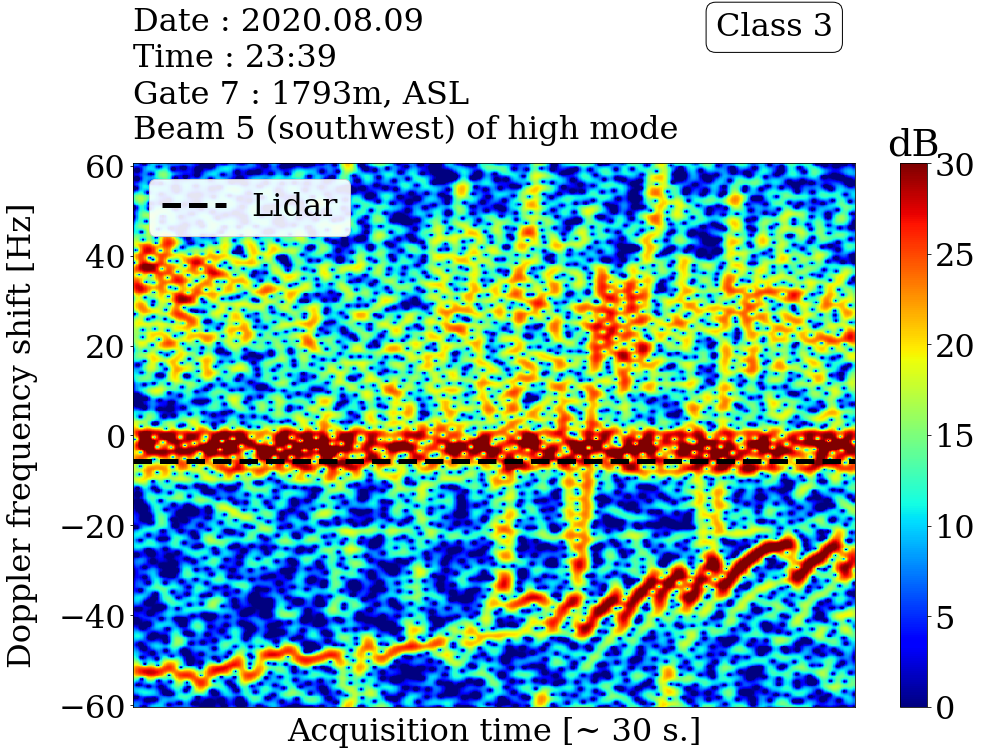 Date : 2020.08.09
Time : 23:39
Gate 7 : 1793m, ASL
Beam 5 (southwest) of high mode
Class 3
dB
Lidar
Doppler frequency shift [Hz]
60
40
20
0
−20
−40
−60
Acquisition time [~ 30 s.]
30
25
20
15
10
5
0